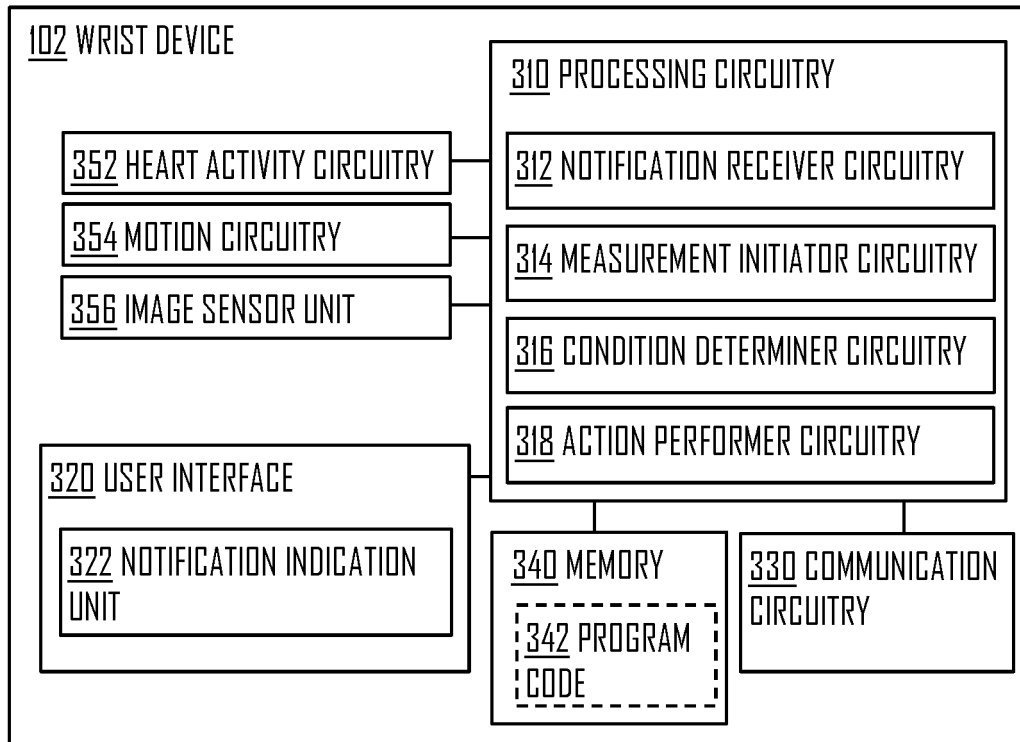 102 WRIST DEVICE
352 HEART ACTIVITY CIRCUITRY
354 MOTION CIRCUITRY
356 IMAGE SENSOR UNIT
310 PROCESSING CIRCUITRY
312 NOTIFICATION RECEIVER CIRCUITRY
314 MEASUREMENT INITIATOR CIRCUITRY
316 CONDITION DETERMINER CIRCUITRY
318 ACTION PERFORMER CIRCUITRY
320 USER INTERFACE
322 NOTIFICATION INDICATION
UNIT
340 MEMORY
342 PROGRAM
CODE
330 COMMUNICATION
CIRCUITRY